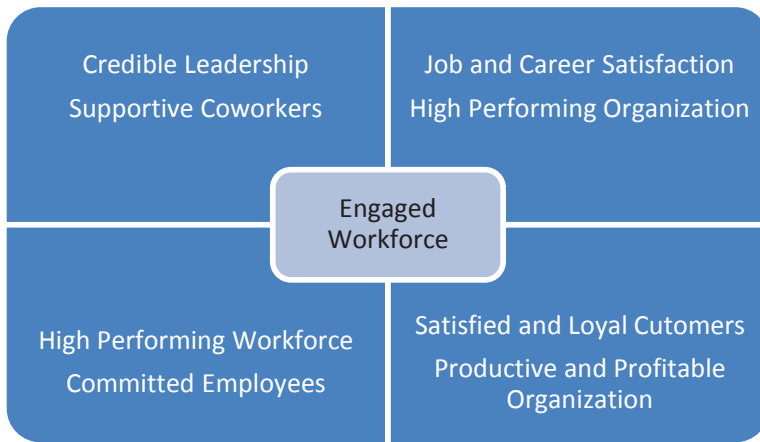 Credible Leadership
Supportive Coworkers
Job and Career Satisfaction
High Performing Organization
Engaged
Workforce
High Performing Workforce
Committed Employees
Satisfied and Loyal Cutomers
Productive and Profitable
Organization